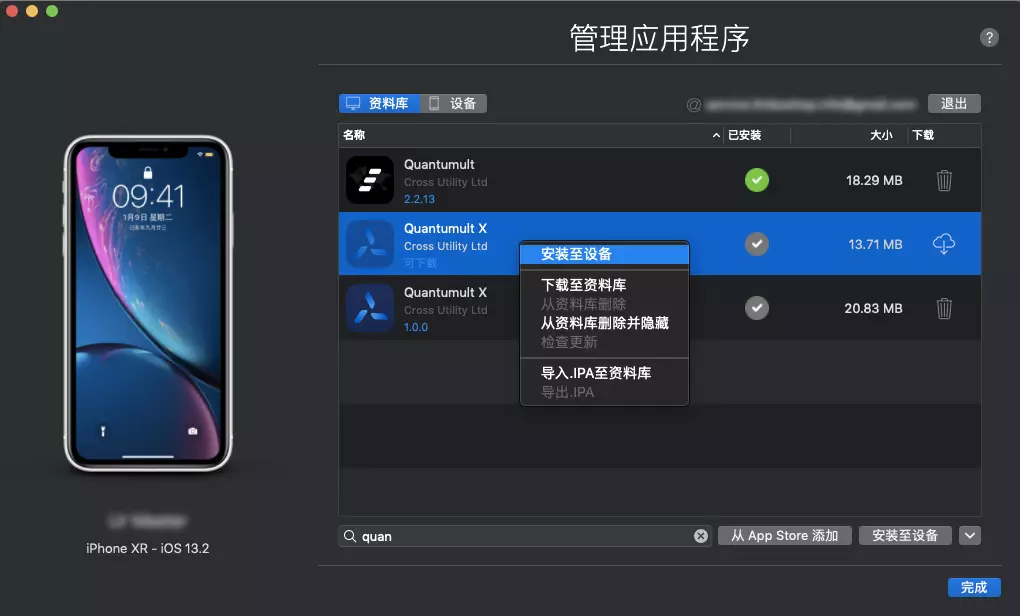 管理应用程序
?
资料库 设备
@ 退出
名称 已安装 大小 下载
Quantumult
Cross Utility Ltd
2.2.13
18.29 MB
Quantumult X
Cross Utility Ltd
可下载
13.71 MB
Quantumult X
Cross Utility Ltd
1.0.0
20.83 MB
安装至设备
下载至资料库
从资料库删除
从资料库删除并隐藏
检查更新
导入.IPA至资料库
导出.IPA
09:41
1月9日 星期二
iPhone XR - iOS 13.2
quan
从 App Store 添加
安装至设备
完成